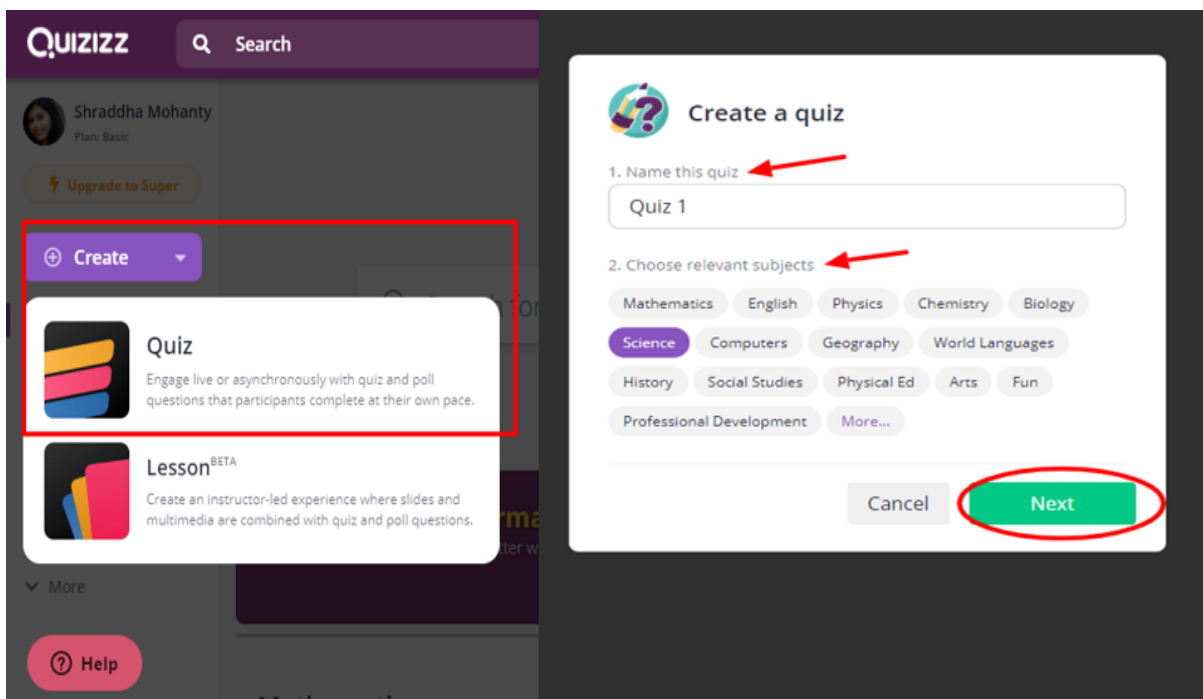 QUIZIZZ
Search
Shraddha Mohanty
Plan: Basic
Upgrade to Super
Create
Quiz
Engage live or asynchronously with quiz and poll
questions that participants complete at their own pace.
Lesson BETA
Create an instructor-led experience where slides and
multimedia are combined with quiz and poll questions.
More
Help
Create a quiz
1. Name this quiz
Quiz 1
2. Choose relevant subjects
Mathematics English Physics Chemistry Biology
Science Computers Geography World Languages
History Social Studies Physical Ed Arts Fun
Professional Development More...
Cancel Next